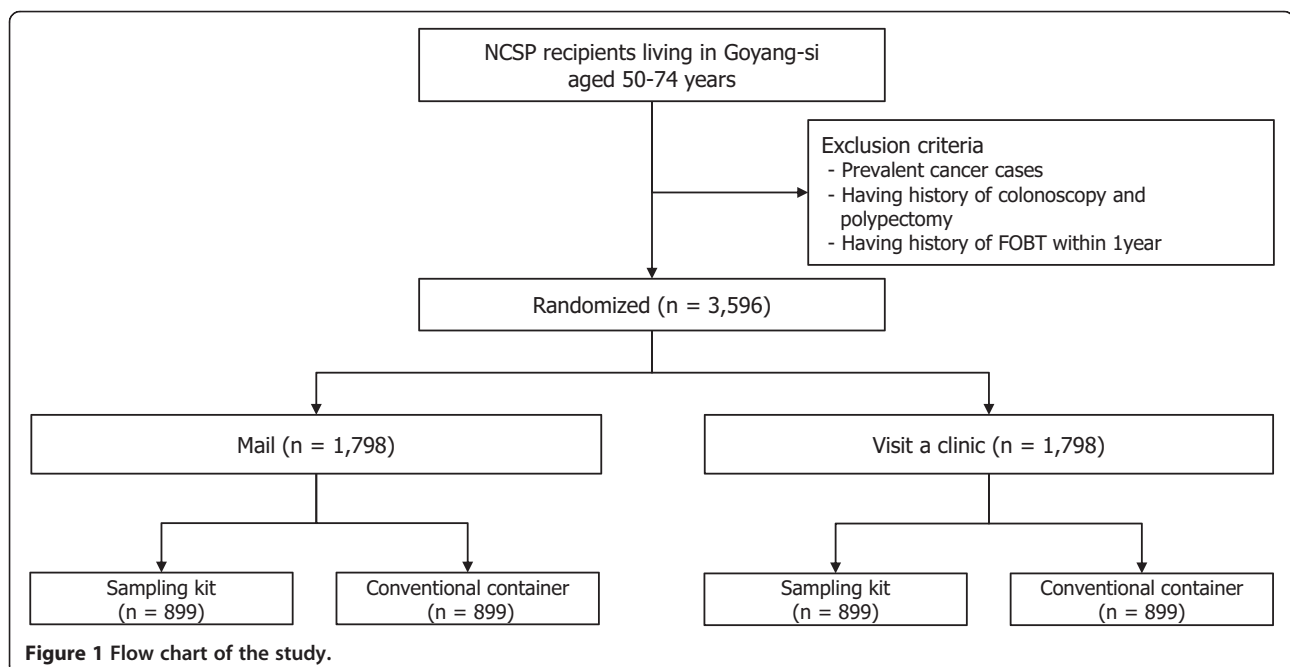 NCSP recipients living in Goyang-si
aged 50-74 years
Exclusion criteria
- Prevalent cancer cases
- Having history of colonoscopy and
polypectomy
- Having history of FOBT within 1year
Randomized (n = 3,596)
Mail (n = 1,798)
Visit a clinic (n = 1,798)
Sampling kit
(n = 899)
Conventional container
(n = 899)
Sampling kit
(n = 899)
Conventional container
(n = 899)
Figure 1 Flow chart of the study.